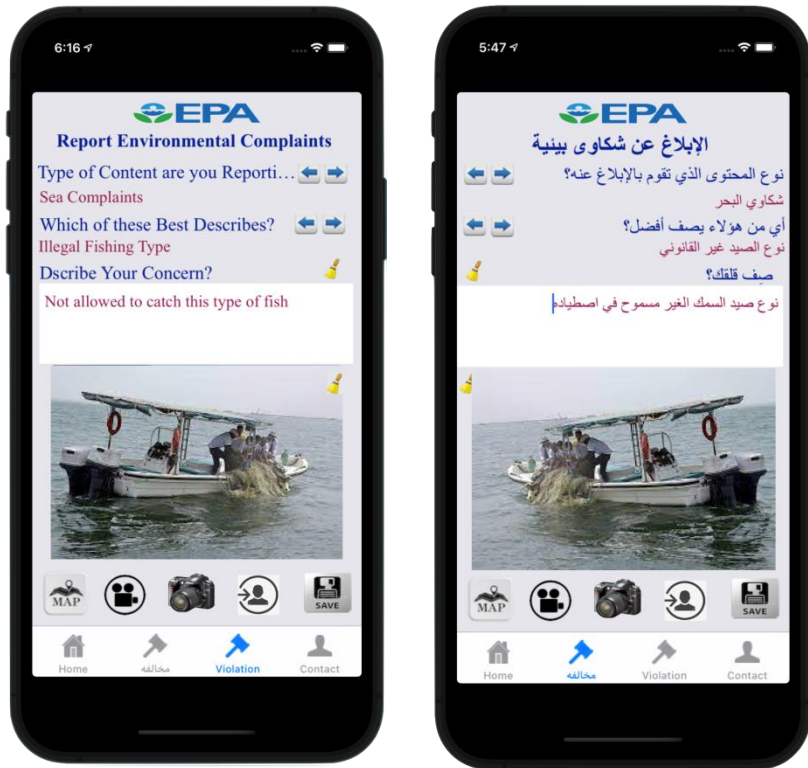 6:16
EPA
Report Environmental Complaints
Type of Content are you Reporti...
Sea Complaints
Which of these Best Describes?
Illegal Fishing Type
Dscribe Your Concern?
Not allowed to catch this type of fish
MAP
SAVE
Home
مخالفه
Violation
Contact
5:47
EPA
الإبلاغ عن شكاوى بيئية
نوع المحتوى الذي تقوم بالإبلاغ عنه؟
شكاوي البحر
أي من هؤلاء يصف أفضل؟
نوع الصيد غير القانوني
صِف قلقك؟
نوع صيد السمك الغير مسموح في اصطياده
MAP
SAVE
Home
مخالفه
Violation
Contact